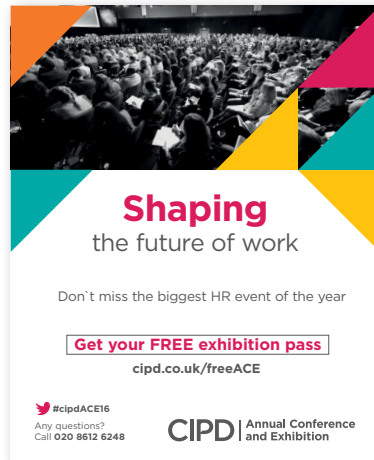 Shaping
the future of work
Don`t miss the biggest HR event of the year
Get your FREE exhibition pass
cipd.co.uk/freeACE
#cipdACE16
Any questions?
Call 020 8612 6248
CIPD Annual Conference
and Exhibition